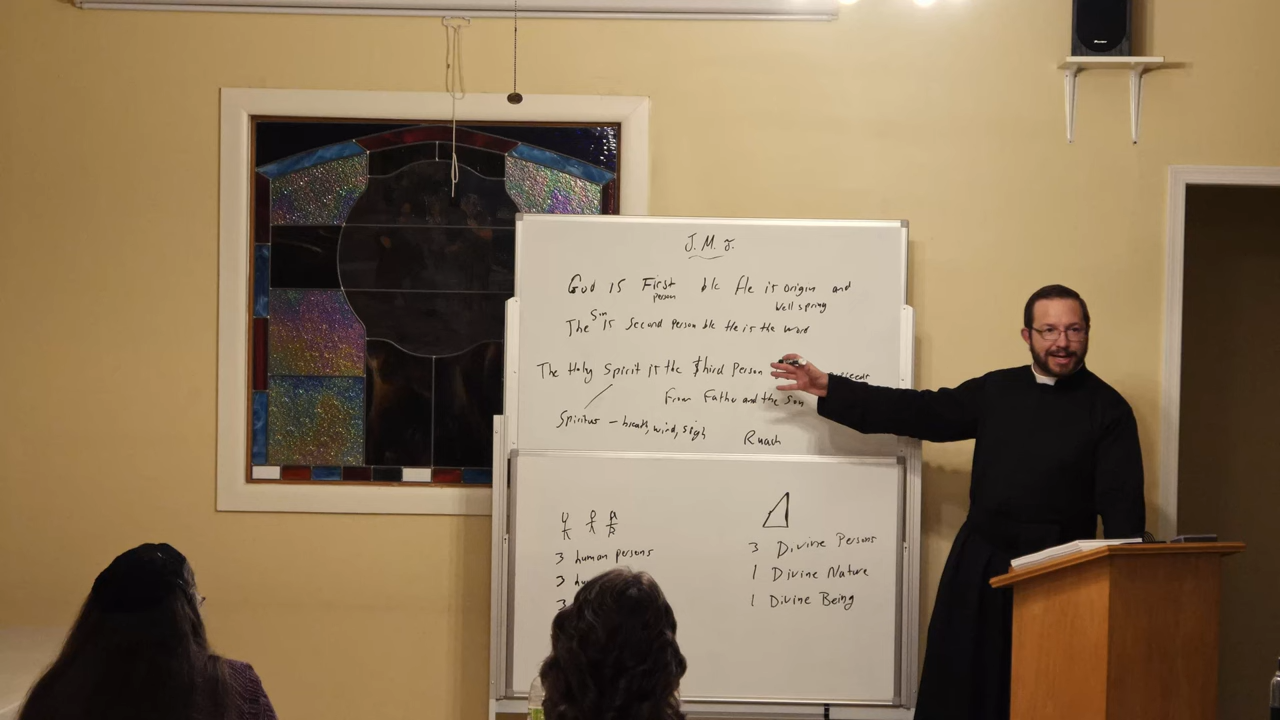 J. M. J.
God is First b/c He is origin and
person
well spring
Son
The is Second Person b/c He is the Word
The Holy Spirit is the Third Person
From Father and the Son
Spiritus - breath, wind, sigh
Ruach
3 human persons
3
3
3 Divine Persons
1 Divine Nature
1 Divine Being